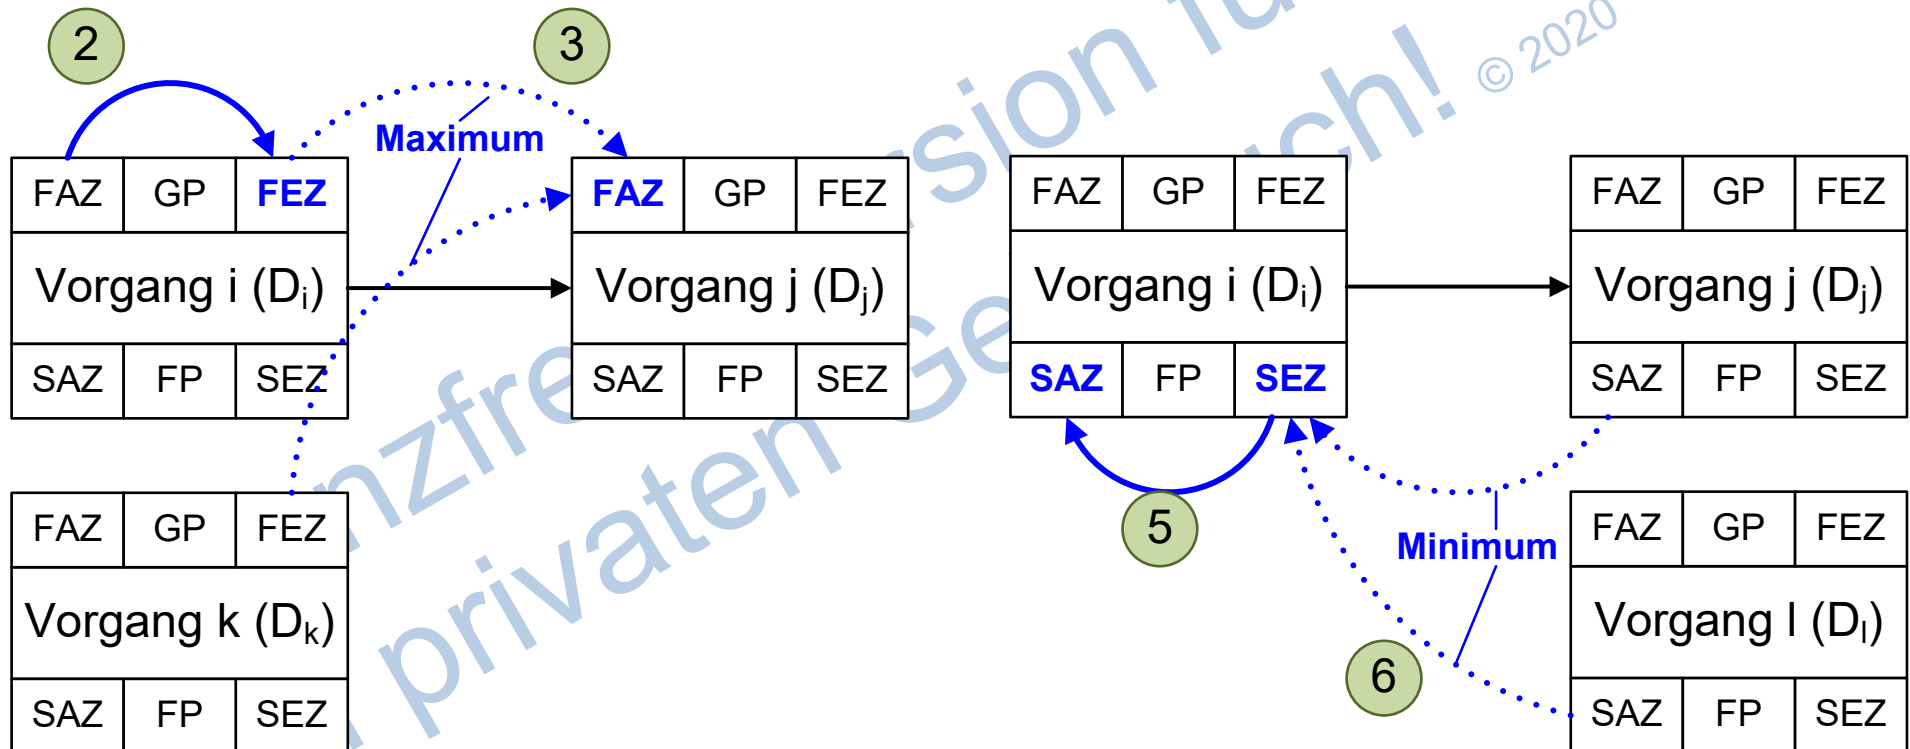 2
3
Maximum
FAZ GP FEZ
FAZ GP FEZ
FAZ GP FEZ
FAZ GP FEZ
Vorgang i (Di)
Vorgang j (Dj)
Vorgang i (Di)
Vorgang j (Dj)
SAZ FP SEZ
SAZ FP SEZ
SAZ FP SEZ
SAZ FP SEZ
5
Minimum
FAZ GP FEZ
FAZ GP FEZ
Vorgang k (Dk)
Vorgang l (Dl)
6
SAZ FP SEZ
SAZ FP SEZ
© 2020
privaten